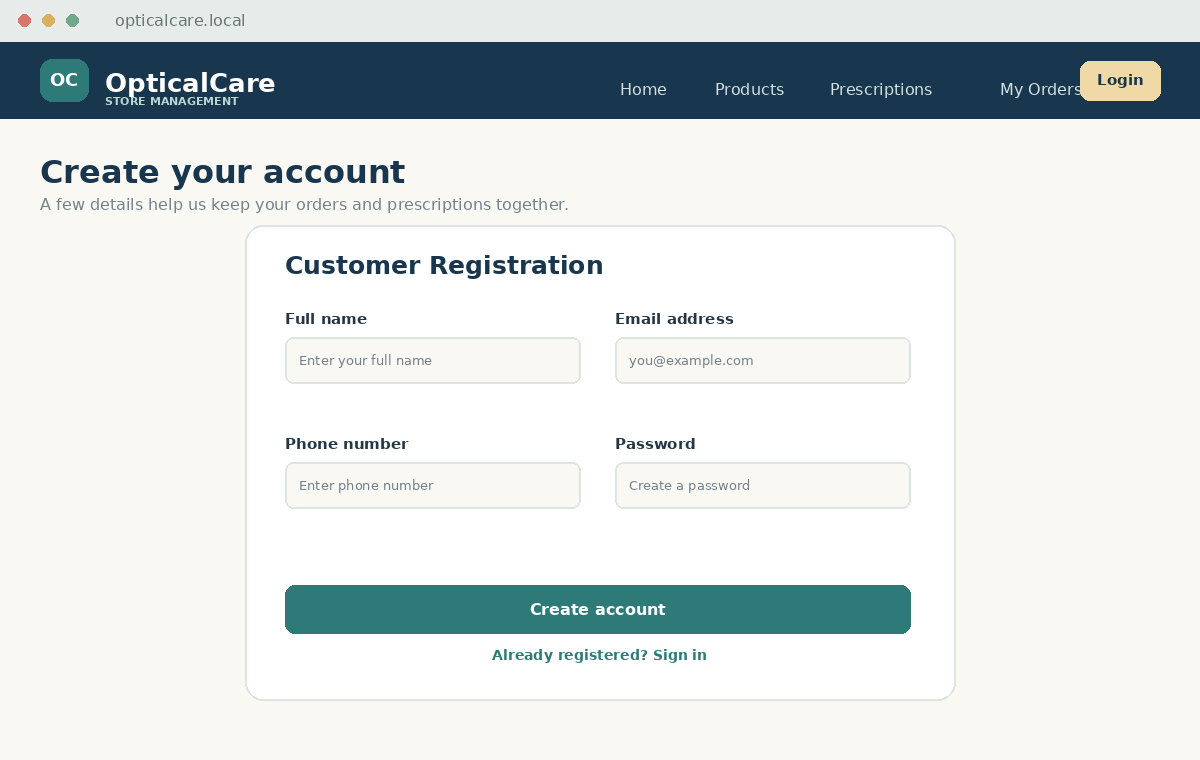 opticalcare.local
OC
OpticalCare
STORE MANAGEMENT
Home Products Prescriptions My Orders Login
Create your account
A few details help us keep your orders and prescriptions together.
Customer Registration
Full name Email address
Enter your full name you@example.com
Phone number Password
Enter phone number Create a password
Create account
Already registered? Sign in